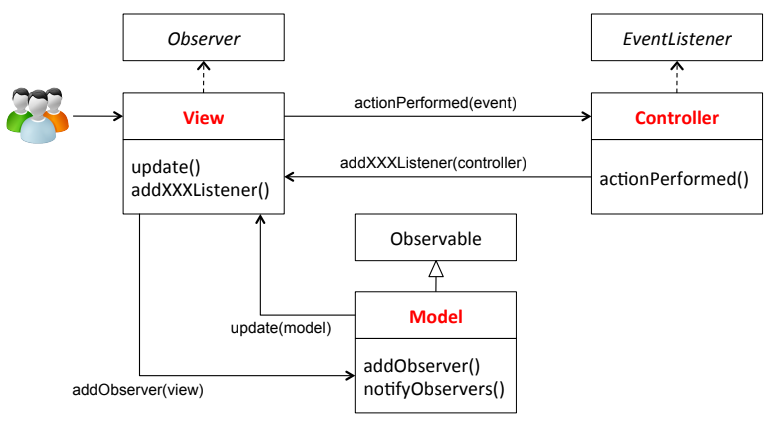 Observer
EventListener
View
actionPerformed(event)
Controller
update()
addXXXListener()
addXXXListener(controller)
actionPerformed()
Observable
Model
update(model)
addObserver()
notifyObservers()
addObserver(view)